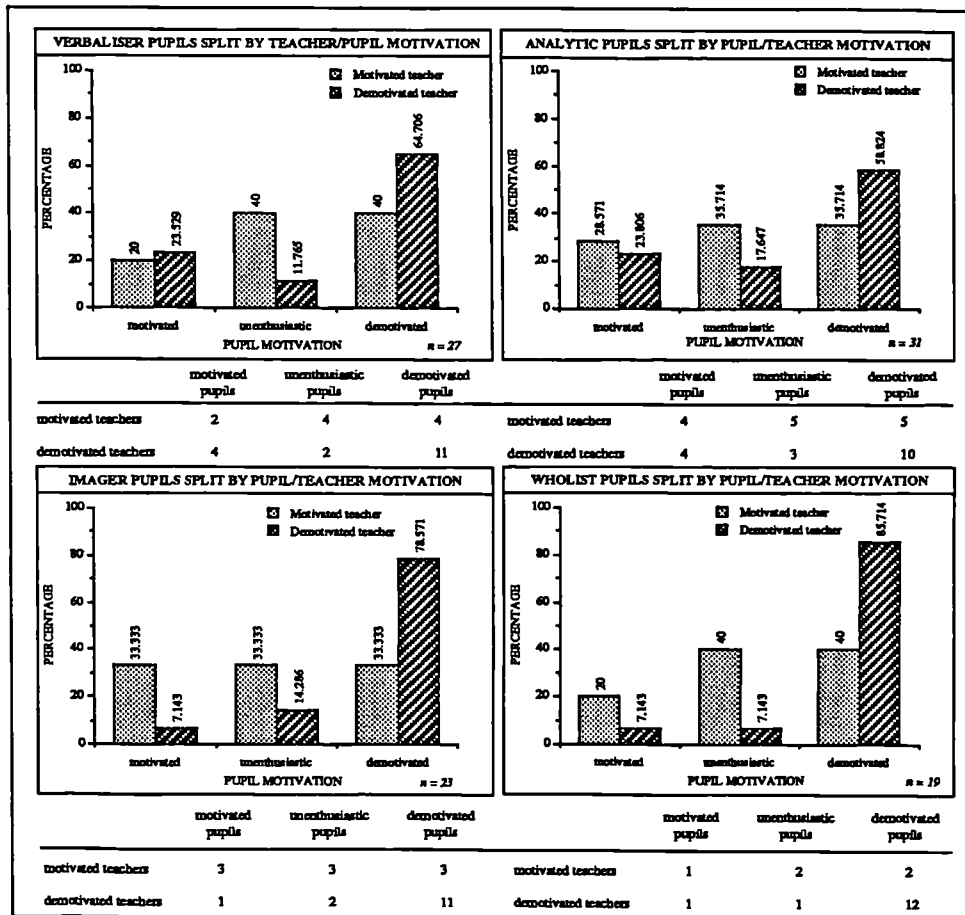 VERBALISER PUPILS SPLIT BY TEACHER/PUPIL MOTIVATION
100
80
60
40
20
0
PERCENTAGE
Motivated teacher
Demotivated teacher
20
23.529
40
11.765
40
64.706
motivated unenthusiastic demotivated
PUPIL MOTIVATION n = 27
motivated pupils unenthusiastic pupils demotivated pupils
motivated teachers 2 4 4
demotivated teachers 4 2 11
ANALYTIC PUPILS SPLIT BY PUPIL/TEACHER MOTIVATION
100
80
60
40
20
0
PERCENTAGE
Motivated teacher
Demotivated teacher
28.571
23.806
35.714
17.647
35.714
58.824
motivated unenthusiastic demotivated
PUPIL MOTIVATION n = 31
motivated pupils unenthusiastic pupils demotivated pupils
motivated teachers 4 5 5
demotivated teachers 4 3 10
IMAGER PUPILS SPLIT BY PUPIL/TEACHER MOTIVATION
100
80
60
40
20
0
PERCENTAGE
Motivated teacher
Demotivated teacher
33.333
7.143
33.333
14.286
33.333
78.571
motivated unenthusiastic demotivated
PUPIL MOTIVATION n = 23
motivated pupils unenthusiastic pupils demotivated pupils
motivated teachers 3 3 3
demotivated teachers 1 2 11
WHOLIST PUPILS SPLIT BY PUPIL/TEACHER MOTIVATION
100
80
60
40
20
0
PERCENTAGE
Motivated teacher
Demotivated teacher
20
7.143
40
7.143
40
85.714
motivated unenthusiastic demotivated
PUPIL MOTIVATION n = 19
motivated pupils unenthusiastic pupils demotivated pupils
motivated teachers 1 2 2
demotivated teachers 1 1 12